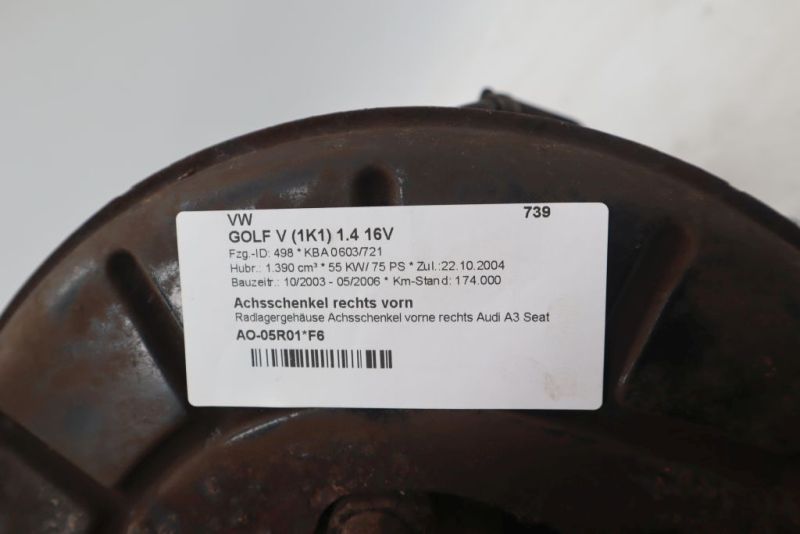 VW 739
GOLF V (1K1) 1.4 16V
Fzg.-ID: 498 * KBA 0603/721
Hubr.: 1.390 cm³ * 55 KW/ 75 PS * Zul.:22.10.2004
Bauzeitr.: 10/2003 - 05/2006 * Km-Stand: 174.000
Achsschenkel rechts vorn
Radlagergehäuse Achsschenkel vorne rechts Audi A3 Seat
AO-05R01*F6